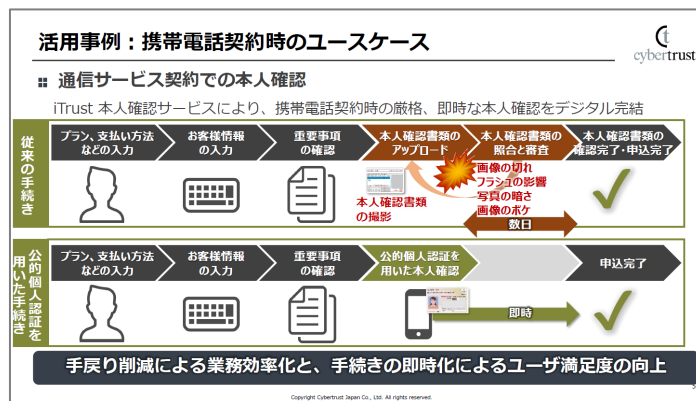 活用事例：携帯電話契約時のユースケース
cybertrust
通信サービス契約での本人確認
iTrust 本人確認サービスにより、携帯電話契約時の厳格、即時な本人確認をデジタル完結
従来の手続き
プラン、支払い方法
などの入力
お客様情報
の入力
重要事項
の確認
本人確認書類の
アップロード
本人確認書類の
照合と審査
本人確認書類の
確認完了・申込完了
本人確認書類
の撮影
画像の切れ
フラッシュの影響
写真の暗さ
画像のボケ
数日
公的個人認証を
用いた手続き
プラン、支払い方法
などの入力
お客様情報
の入力
重要事項
の確認
公的個人認証を
用いた本人確認
申込完了
即時
手戻り削減による業務効率化と、手続きの即時化によるユーザ満足度の向上
Copyright Cybertrust Japan Co., Ltd. All rights reserved.